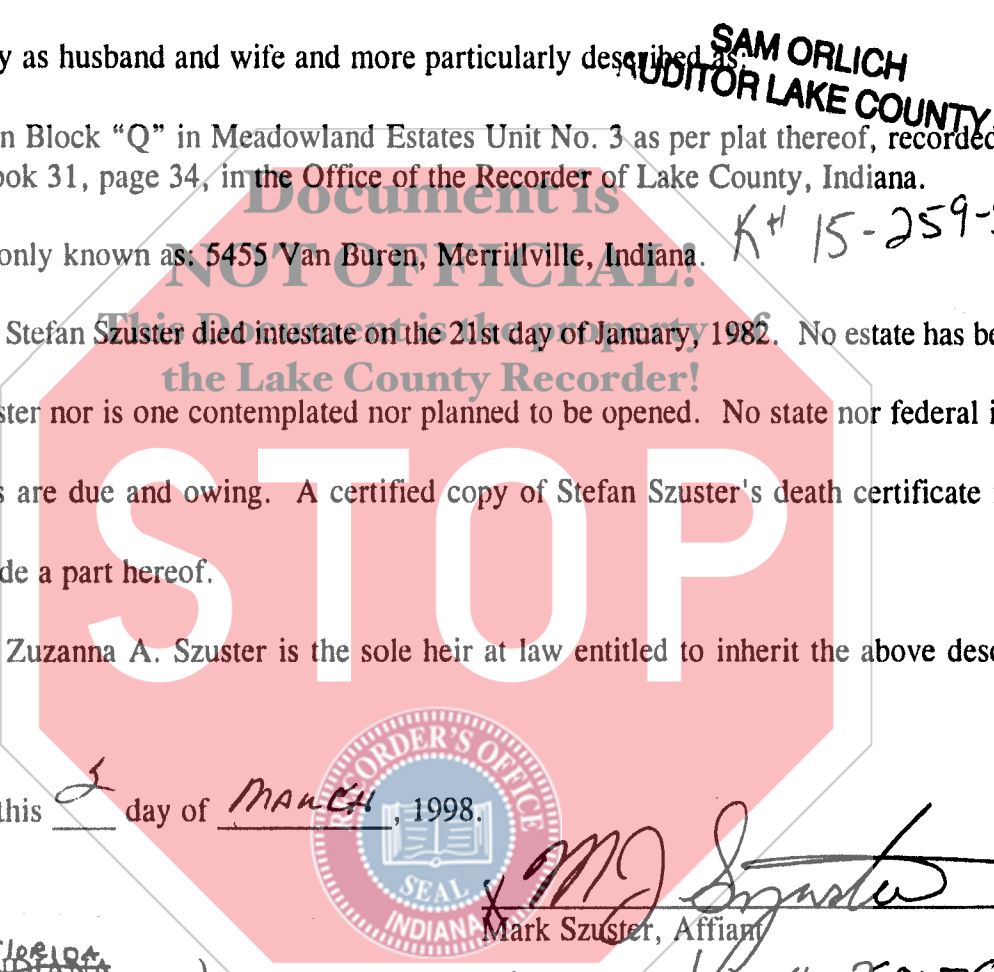 SAM ORLICH
AUDITOR LAKE COUNTY
y as husband and wife and more particularly described as:
n Block “Q” in Meadowland Estates Unit No. 3 as per plat thereof, recorded
ook 31, page 34, in the Office of the Recorder of Lake County, Indiana.
Document is
K# 15-259-
only known as: 5455 Van Buren, Merrillville, Indiana.
NOT OFFICIAL!
Stefan Szuster died intestate on the 21st day of January, 1982. No estate has be
This Document is the property of
the Lake County Recorder!
ster nor is one contemplated nor planned to be opened. No state nor federal i
s are due and owing. A certified copy of Stefan Szuster's death certificate
STOP
de a part hereof.
Zuzanna A. Szuster is the sole heir at law entitled to inherit the above desc
RECORDER'S OFFICE
this day of MARCH, 1998.
SEAL
INDIANA
Mark Szuster, Affiant
FLORIDA